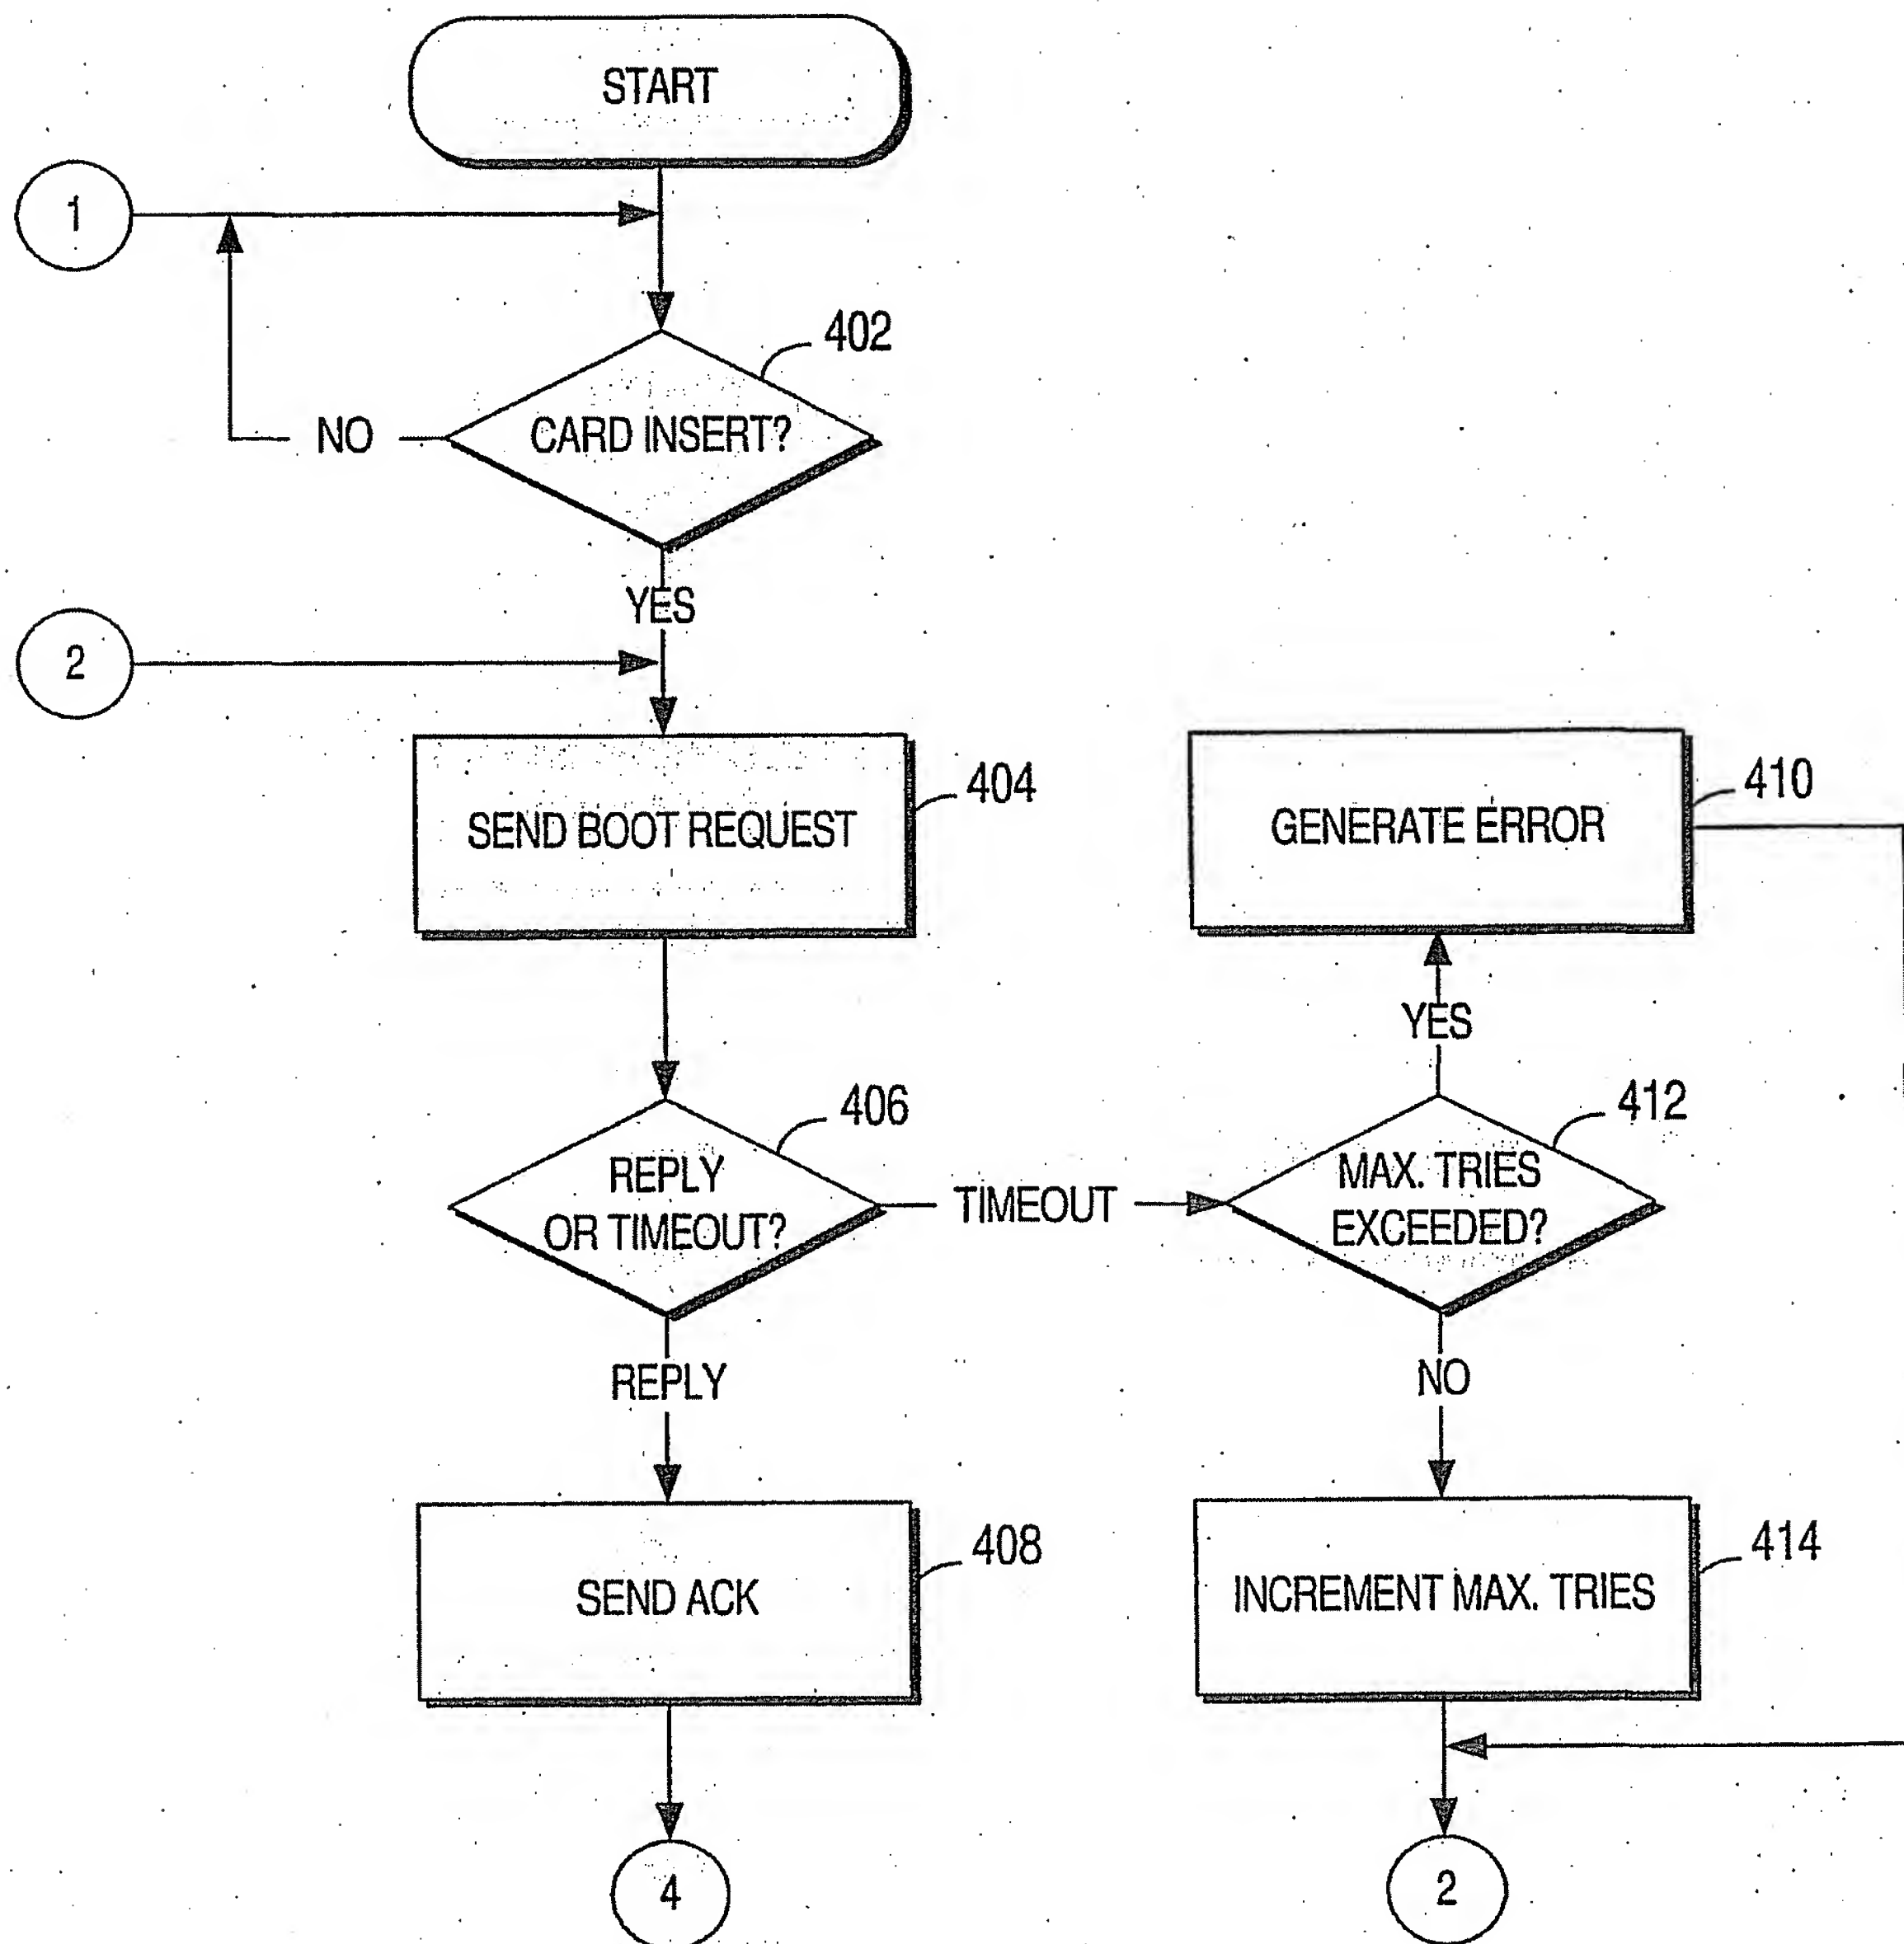 START
1
402
CARD INSERT?
NO
YES
2
404
SEND BOOT REQUEST
410
GENERATE ERROR
YES
406
REPLY
OR TIMEOUT?
TIMEOUT
412
MAX. TRIES
EXCEEDED?
REPLY
NO
408
SEND ACK
414
INCREMENT MAX. TRIES
4
2